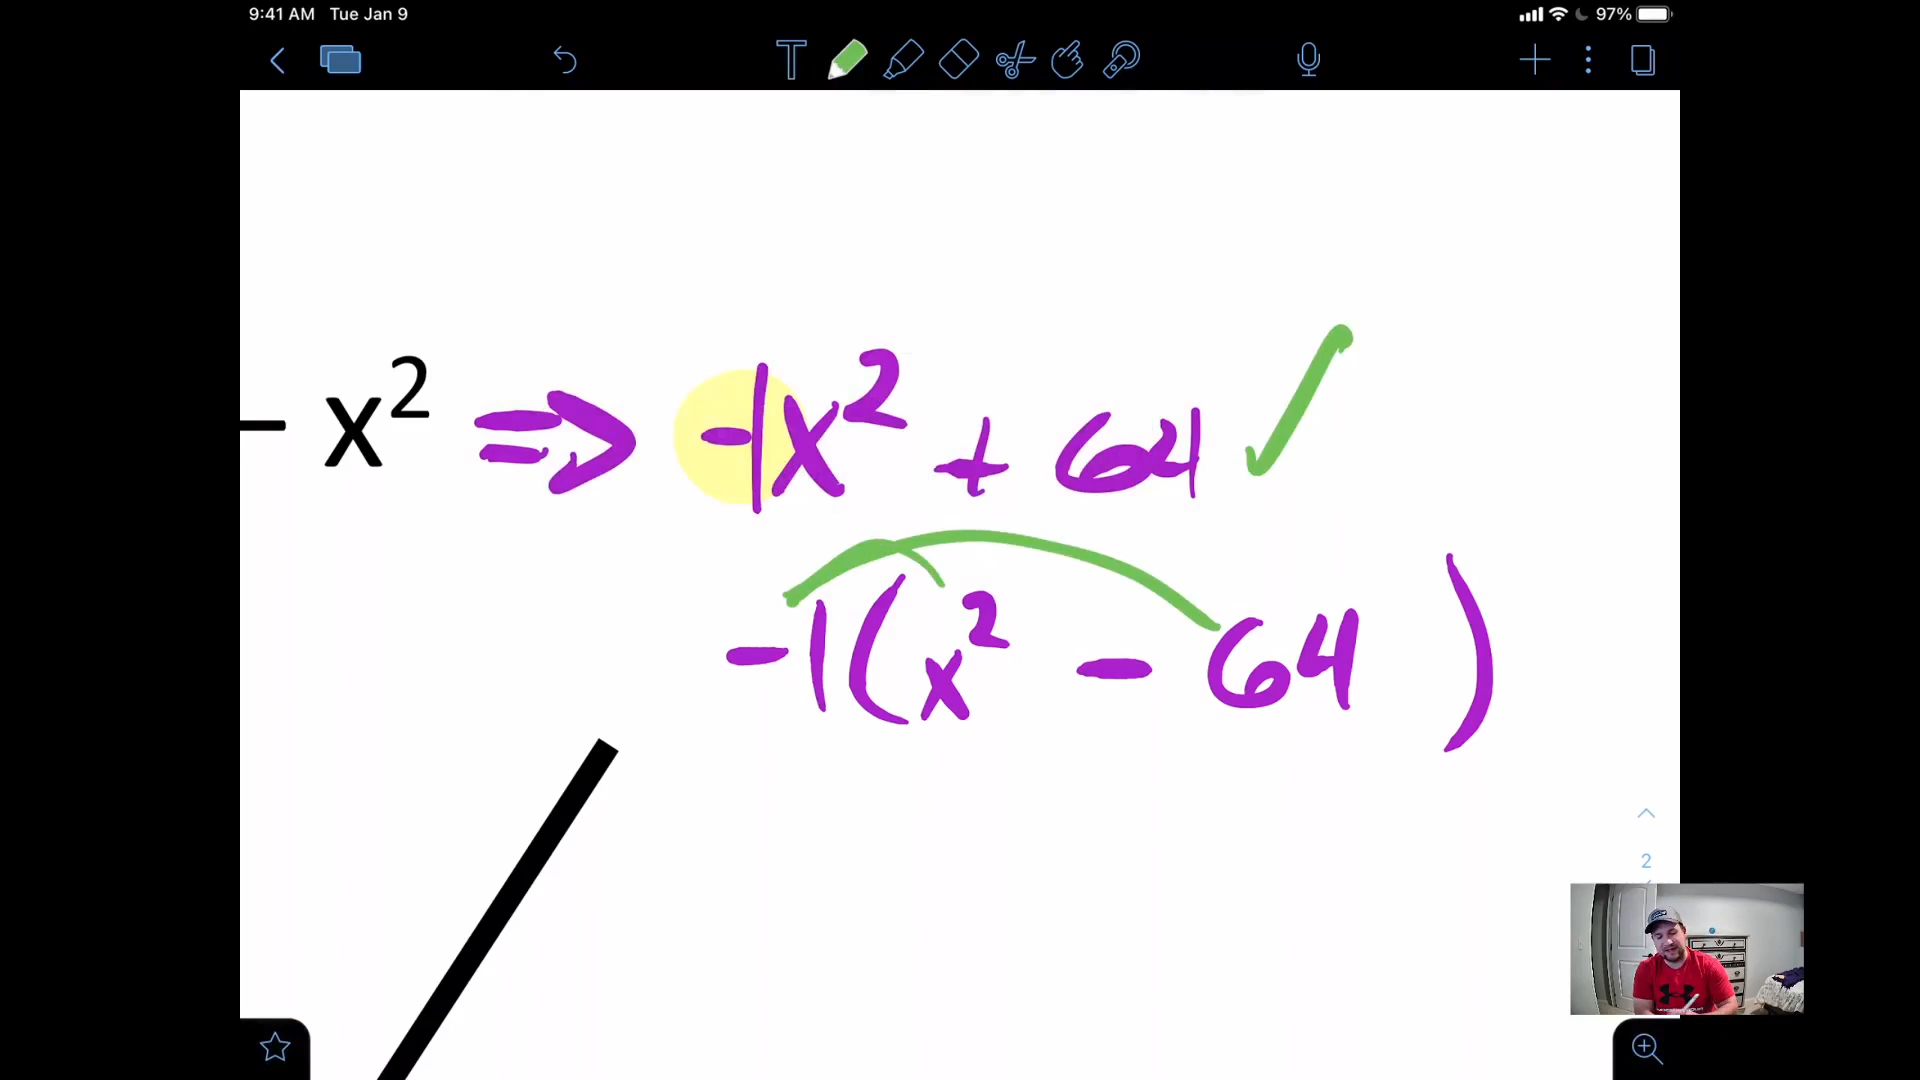 9:41 AM Tue Jan 9
97%
T
- x² => -1x² + 64 ✓
-1(x² - 64)
2